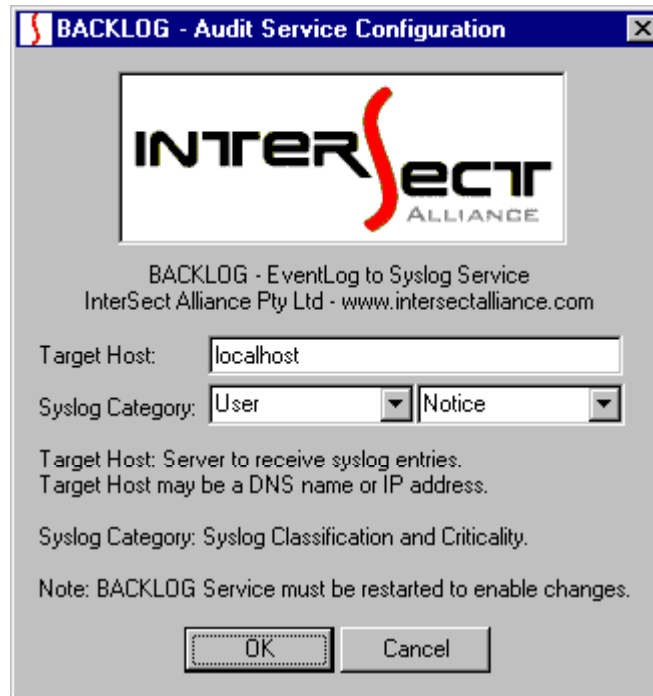 BACKLOG - Audit Service Configuration
INTERSECT
ALLIANCE
BACKLOG - EventLog to Syslog Service
InterSect Alliance Pty Ltd - www.intersectalliance.com
Target Host: localhost
Syslog Category: User Notice
Target Host: Server to receive syslog entries.
Target Host may be a DNS name or IP address.
Syslog Category: Syslog Classification and Criticality.
Note: BACKLOG Service must be restarted to enable changes.
OK Cancel